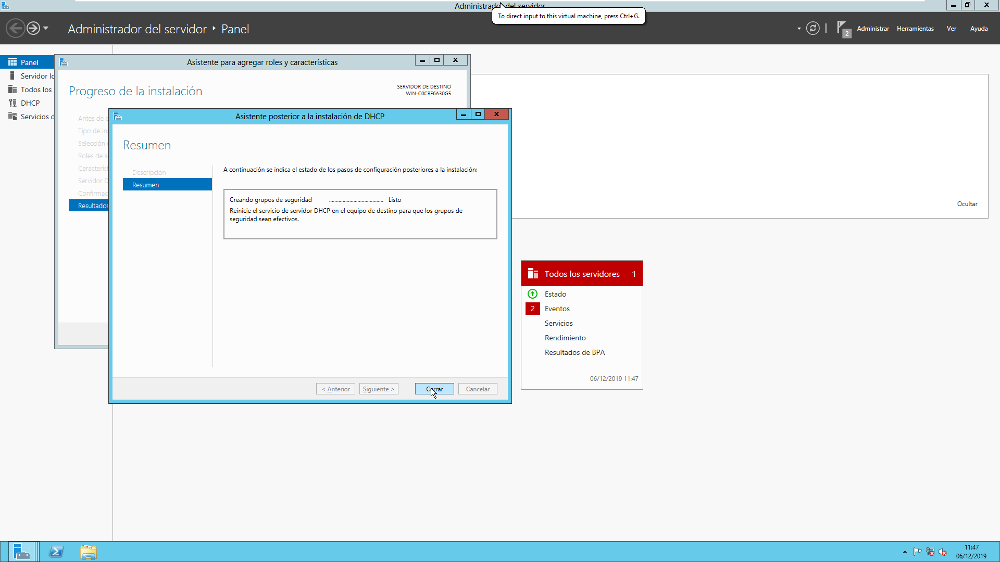 Administrador del servidor
To direct input to this virtual machine, press Ctrl+G.
Administrador del servidor ‣ Panel
2
Administrar
Herramientas
Ver
Ayuda
Panel
Servidor lo
Todos los
DHCP
Servicios d
Asistente para agregar roles y características
Progreso de la instalación
SERVIDOR DE DESTINO
WIN-C0CBF6A30G5
Antes de c
Tipo de ins
Selección
Roles de se
Característ
Servidor D
Confirmac
Resultados
Asistente posterior a la instalación de DHCP
Resumen
Descripción
Resumen
A continuación se indica el estado de los pasos de configuración posteriores a la instalación:
Creando grupos de seguridad ........................................ Listo
Reinicie el servicio de servidor DHCP en el equipo de destino para que los grupos de
seguridad sean efectivos.
< Anterior
Siguiente >
Cerrar
Cancelar
Ocultar
Todos los servidores 1
Estado
2 Eventos
Servicios
Rendimiento
Resultados de BPA
06/12/2019 11:47
11:47
06/12/2019